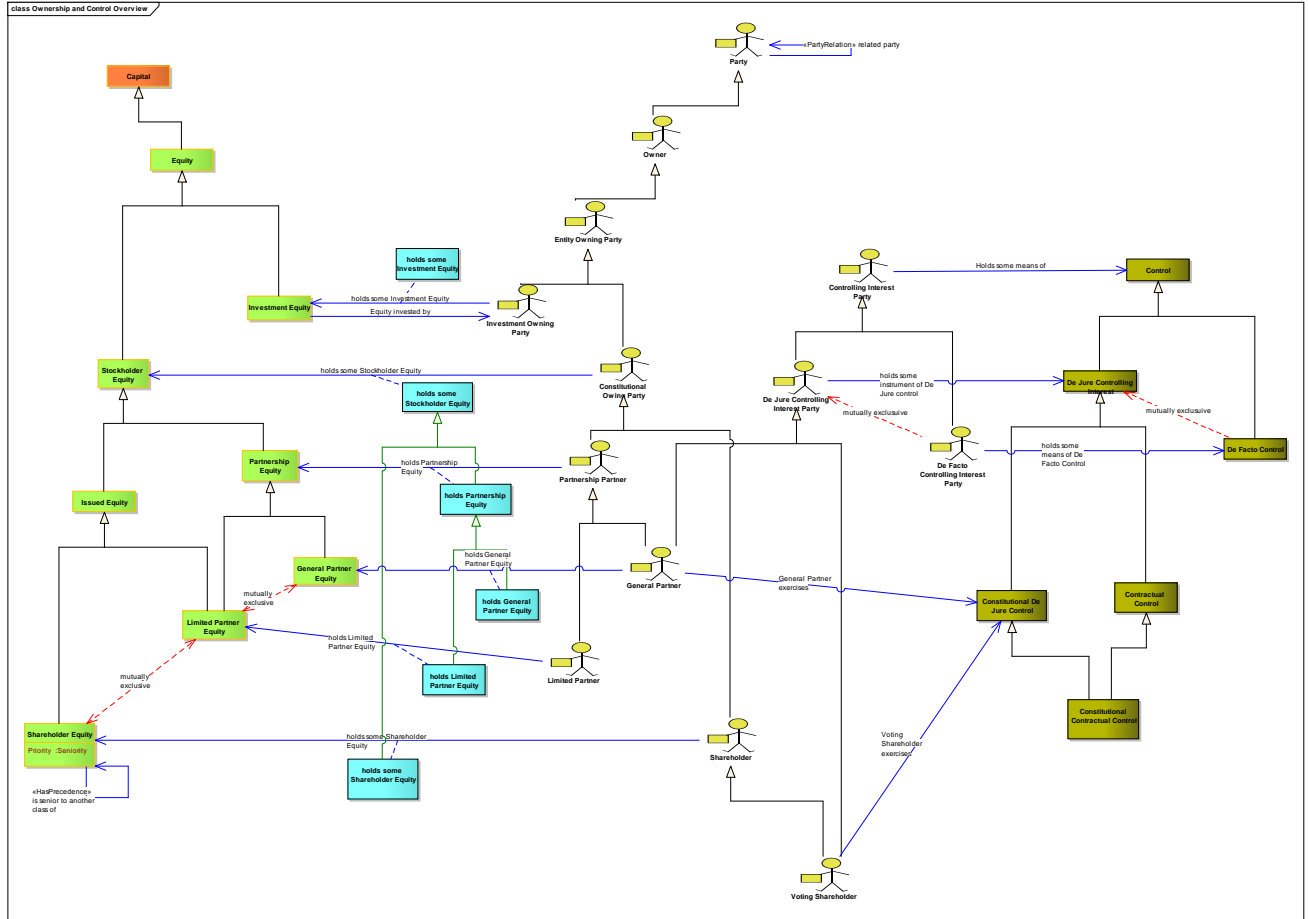 class Ownership and Control Overview
«PartyRelation» related party
Party
Capital
Owner
Equity
Entity Owning Party
holds some
Investment Equity
Controlling Interest
Party
Holds some means of
Control
Investment Equity
holds some Investment Equity
Equity invested by
Investment Owning
Party
Stockholder
Equity
holds some Stockholder Equity
holds some
Stockholder Equity
Constitutional
Owing Party
De Jure Controlling
Interest Party
holds some
instrument of De
Jure control
De Jure Controlling
Interest
mutually exclusuive
mutually exclusuive
De Facto
Controlling Interest
Party
holds some
means of De
Facto Control
De Facto Control
Partnership
Equity
holds Partnership
Equity
Partnership Partner
holds Partnership
Equity
Issued Equity
holds General
Partner Equity
General Partner
Equity
General Partner
General Partner
exercises
mutually
exclusive
holds General
Partner Equity
Constitutional De
Jure Control
Contractual
Control
Limited Partner
Equity
holds Limited
Partner Equity
Limited Partner
holds Limited
Partner Equity
mutually
exclusive
Constitutional
Contractual Control
Shareholder Equity
Priority :Seniority
holds some Shareholder
Equity
Shareholder
Voting
Shareholder
exercises
holds some
Shareholder Equity
«HasPrecedence»
is senior to another
class of
Voting Shareholder